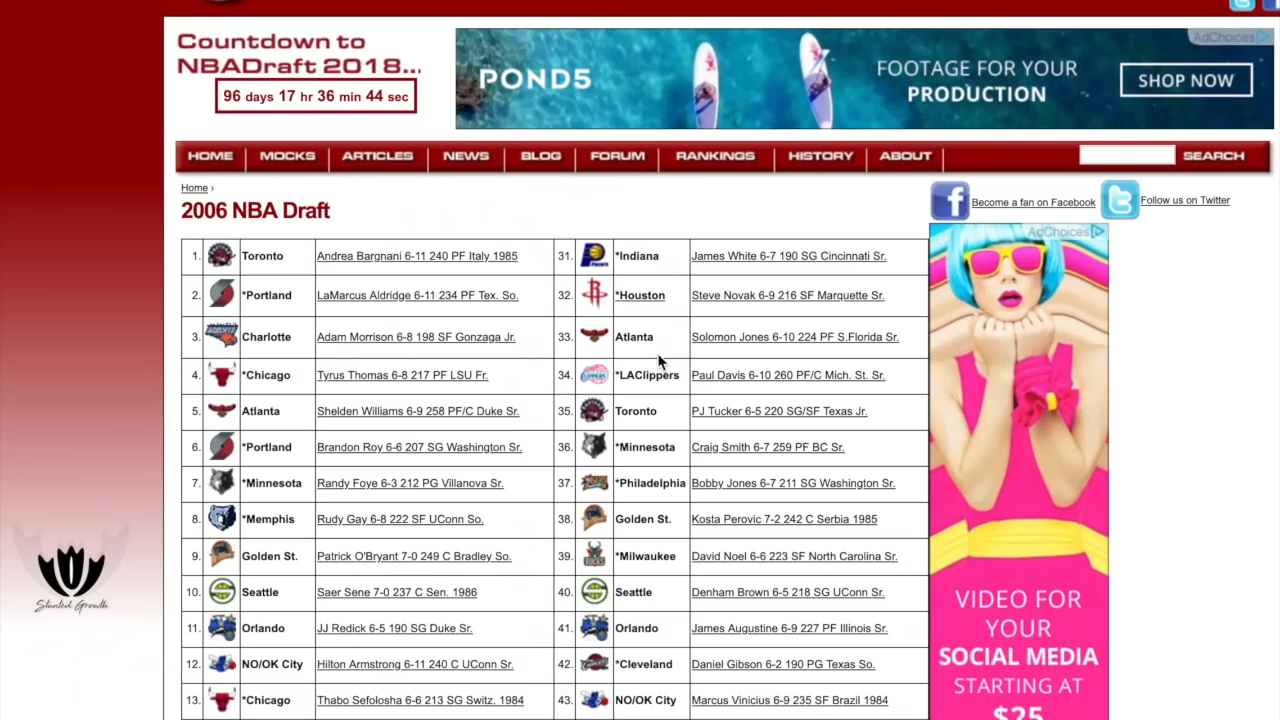 Countdown to
NBADraft 2018...
96 days 17 hr 36 min 44 sec
AdChoices
POND5
FOOTAGE FOR YOUR
PRODUCTION
SHOP NOW
HOME MOCKS ARTICLES NEWS BLOG FORUM RANKINGS HISTORY ABOUT SEARCH
Home ›
2006 NBA Draft
Become a fan on Facebook
Follow us on Twitter
1. Toronto Andrea Bargnani 6-11 240 PF Italy 1985 31. *Indiana James White 6-7 190 SG Cincinnati Sr.
2. *Portland LaMarcus Aldridge 6-11 234 PF Tex. So. 32. *Houston Steve Novak 6-9 216 SF Marquette Sr.
3. Charlotte Adam Morrison 6-8 198 SF Gonzaga Jr. 33. Atlanta Solomon Jones 6-10 224 PF S.Florida Sr.
4. *Chicago Tyrus Thomas 6-8 217 PF LSU Fr. 34. *LAClippers Paul Davis 6-10 260 PF/C Mich. St. Sr.
5. Atlanta Shelden Williams 6-9 258 PF/C Duke Sr. 35. Toronto PJ Tucker 6-5 220 SG/SF Texas Jr.
6. *Portland Brandon Roy 6-6 207 SG Washington Sr. 36. *Minnesota Craig Smith 6-7 259 PF BC Sr.
7. *Minnesota Randy Foye 6-3 212 PG Villanova Sr. 37. *Philadelphia Bobby Jones 6-7 211 SG Washington Sr.
8. *Memphis Rudy Gay 6-8 222 SF UConn So. 38. Golden St. Kosta Perovic 7-2 242 C Serbia 1985
9. Golden St. Patrick O'Bryant 7-0 249 C Bradley So. 39. *Milwaukee David Noel 6-6 223 SF North Carolina Sr.
10. Seattle Saer Sene 7-0 237 C Sen. 1986 40. Seattle Denham Brown 6-5 218 SG UConn Sr.
11. Orlando JJ Redick 6-5 190 SG Duke Sr. 41. Orlando James Augustine 6-9 227 PF Illinois Sr.
12. NO/OK City Hilton Armstrong 6-11 240 C UConn Sr. 42. *Cleveland Daniel Gibson 6-2 190 PG Texas So.
13. *Chicago Thabo Sefolosha 6-6 213 SG Switz. 1984 43. NO/OK City Marcus Vinicius 6-9 235 SF Brazil 1984
AdChoices
VIDEO FOR
YOUR
SOCIAL MEDIA
STARTING AT
$25
Stunted Growth